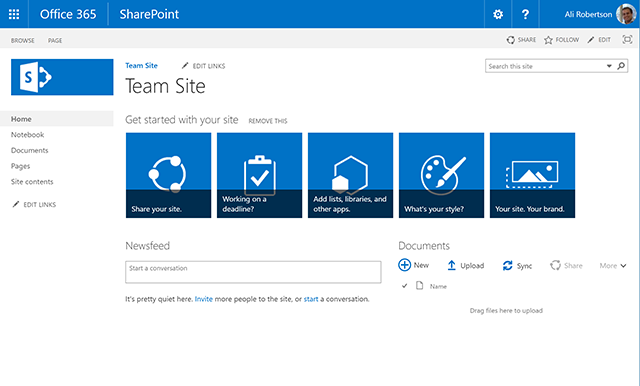 Office 365
SharePoint
?
Ali Robertson
BROWSE
PAGE
SHARE
FOLLOW
EDIT
S
Team Site
EDIT LINKS
Search this site
Team Site
Home
Notebook
Documents
Pages
Site contents
EDIT LINKS
Get started with your site
REMOVE THIS
Share your site.
Working on a
deadline?
Add lists, libraries, and
other apps.
What's your style?
Your site. Your brand.
Newsfeed
Start a conversation
It's pretty quiet here. Invite more people to the site, or start a conversation.
Documents
New
Upload
Sync
Share
More
Name
Drag files here to upload